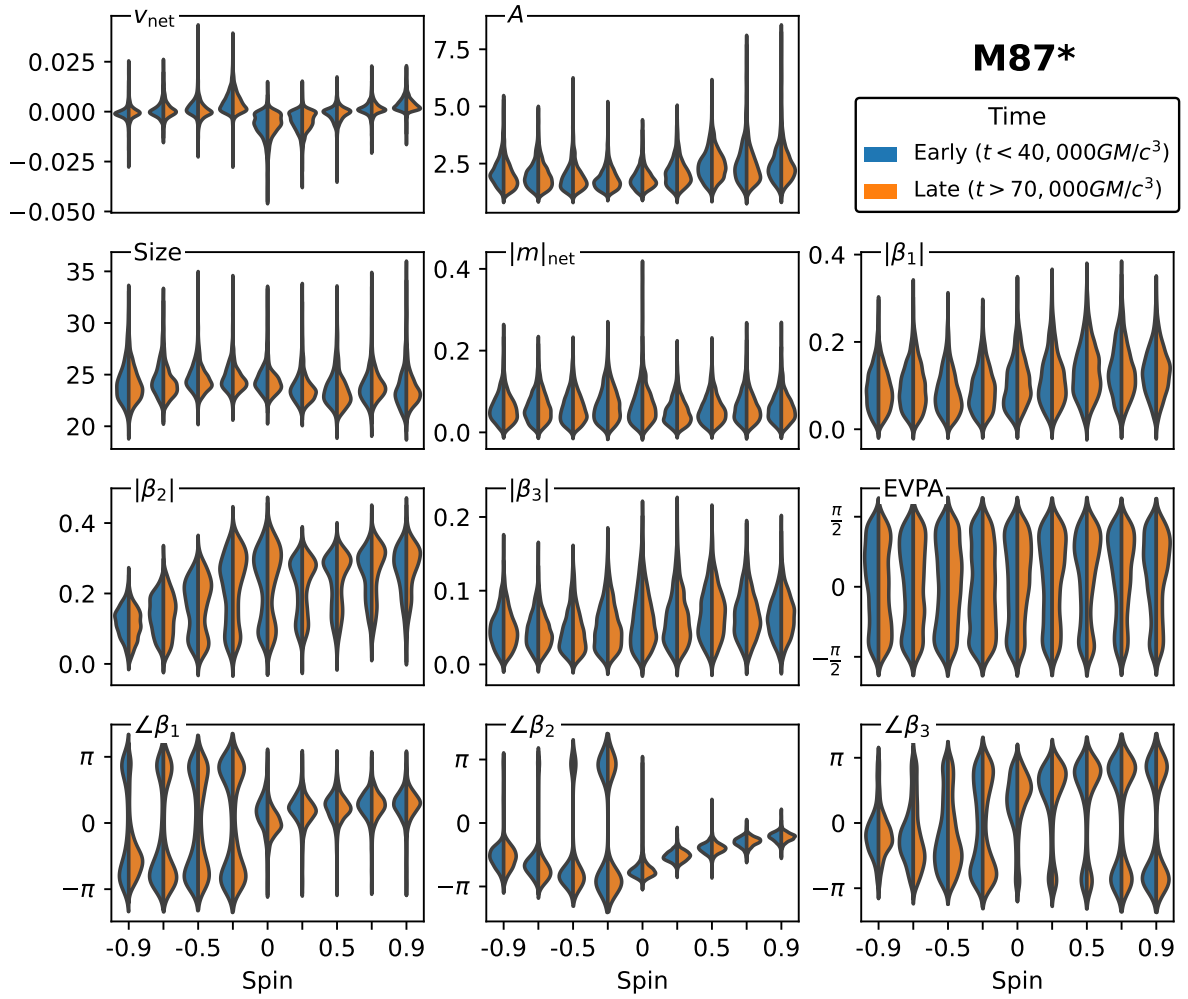 v_net
A
M87*
0.025
0.000
−0.025
−0.050
7.5
5.0
2.5
Time
Early (t < 40, 000GM/c³)
Late (t > 70, 000GM/c³)
Size
|m|_net
|β₁|
35
30
25
20
0.4
0.2
0.0
0.4
0.2
0.0
|β₂|
|β₃|
EVPA
0.4
0.2
0.0
0.2
0.1
0.0
π/2
0
−π/2
∠β₁
∠β₂
∠β₃
π
0
−π
π
0
−π
π
0
−π
-0.9 -0.5 0 0.5 0.9
-0.9 -0.5 0 0.5 0.9
-0.9 -0.5 0 0.5 0.9
Spin
Spin
Spin